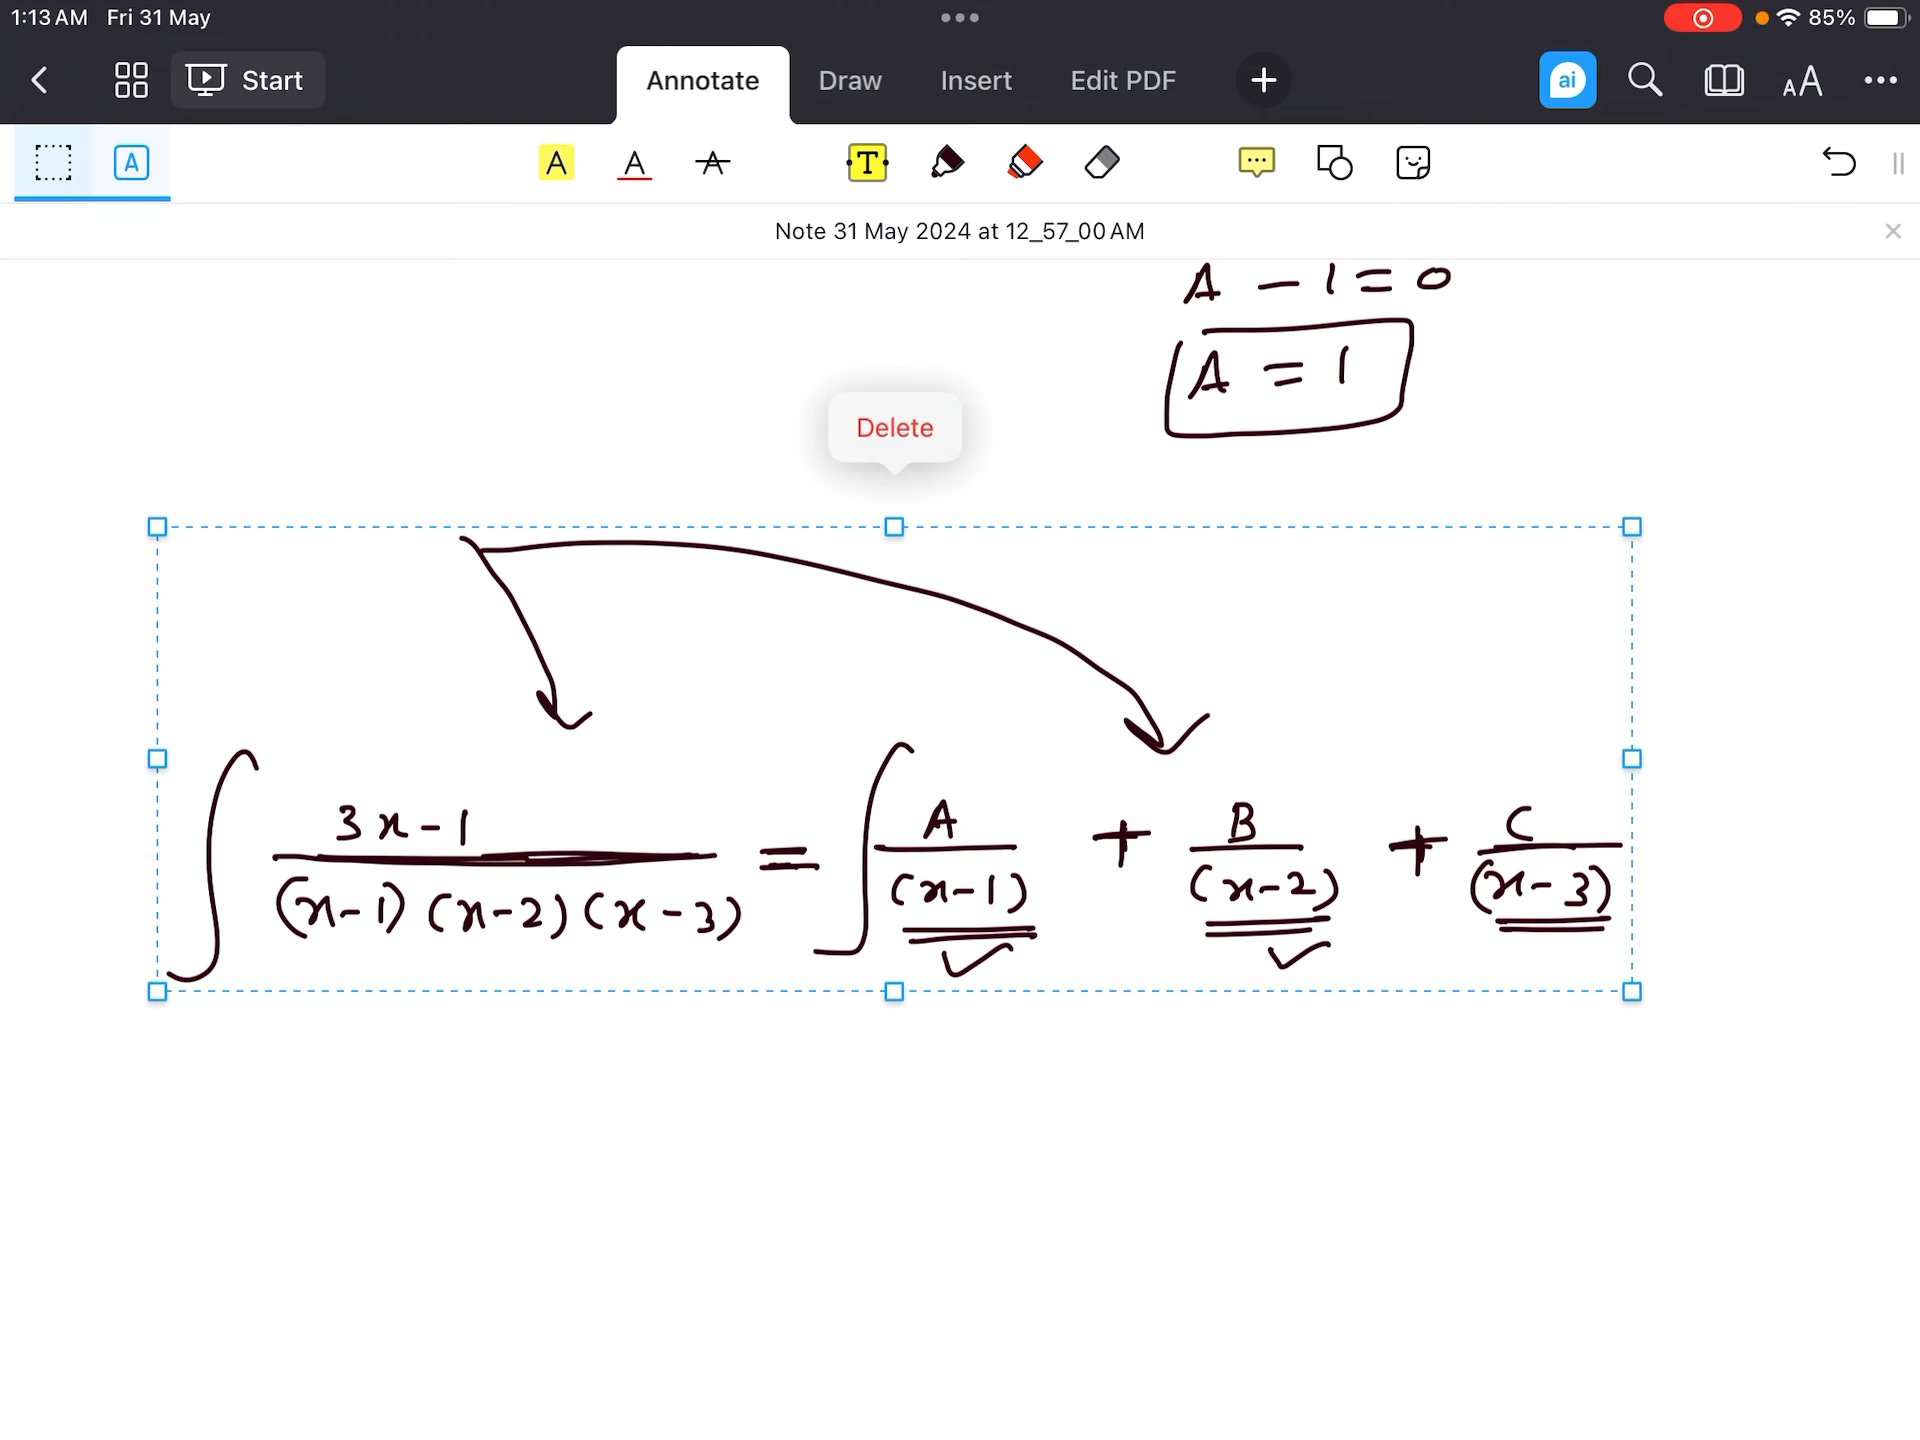 1:13 AM Fri 31 May 85%
Start Annotate Draw Insert Edit PDF ai AA
A A A T
Note 31 May 2024 at 12_57_00 AM
A - 1 = 0
A = 1
Delete
∫ 3x-1 / (x-1)(x-2)(x-3) = ∫ A / (x-1) + B / (x-2) + C / (x-3)